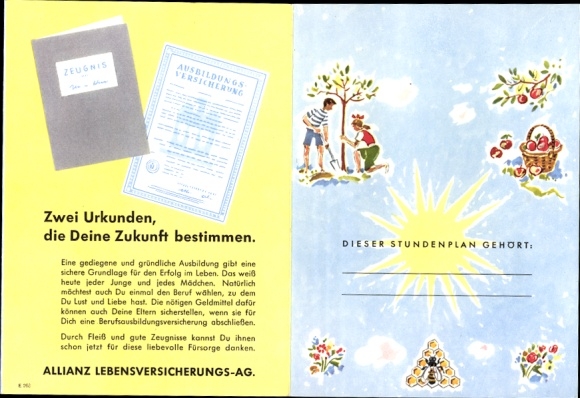 ZEUGNIS
AUSBILDUNGS-
VERSICHERUNG
Zwei Urkunden,
die Deine Zukunft bestimmen.
Eine gediegene und gründliche Ausbildung gibt eine
sichere Grundlage für den Erfolg im Leben. Das weiß
heute jeder Junge und jedes Mädchen. Natürlich
möchtest auch Du einmal den Beruf wählen, zu dem
Du Lust und Liebe hast. Die nötigen Geldmittel dafür
können auch Deine Eltern sicherstellen, wenn sie für
Dich eine Berufsausbildungsversicherung abschließen.
Durch Fleiß und gute Zeugnisse kannst Du ihnen
schon jetzt für diese liebevolle Fürsorge danken.
ALLIANZ LEBENSVERSICHERUNGS-AG.
DIESER STUNDENPLAN GEHÖRT: